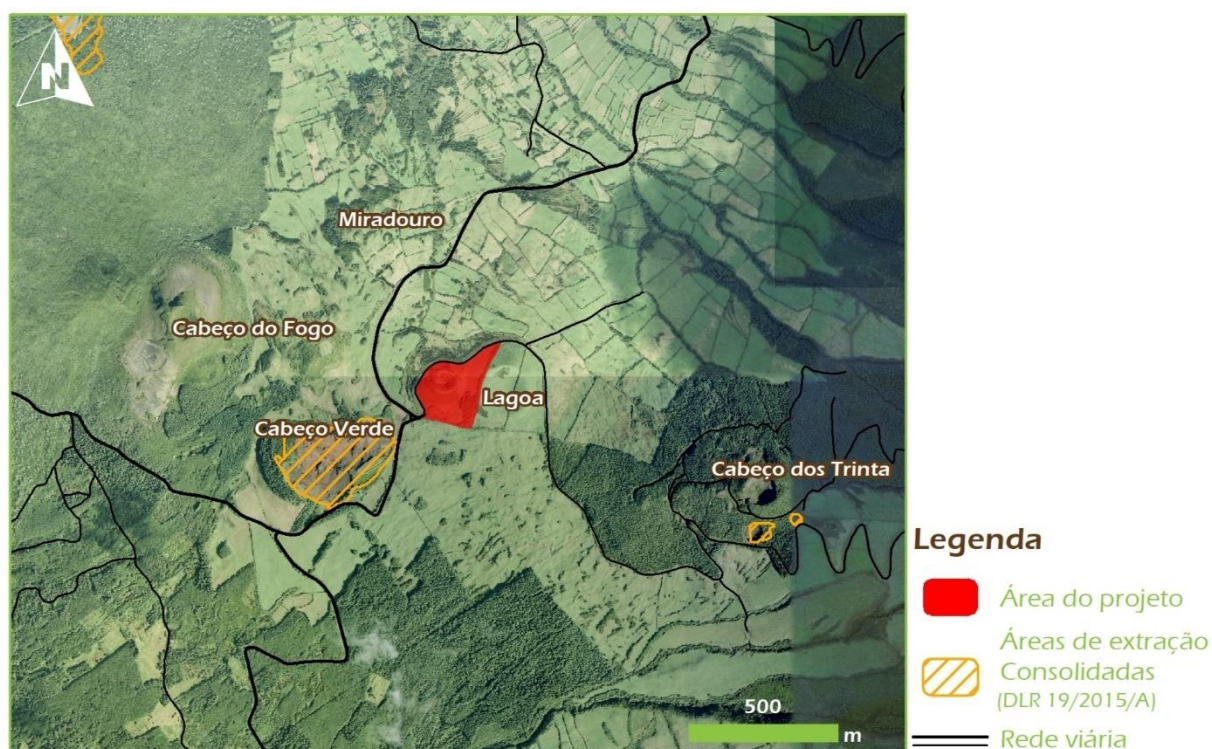 N
Miradouro
Cabeço do Fogo
Lagoa
Cabeço Verde
Cabeço dos Trinta
500
m
Legenda
Área do projeto
Áreas de extração
Consolidadas
(DLR 19/2015/A)
Rede viária